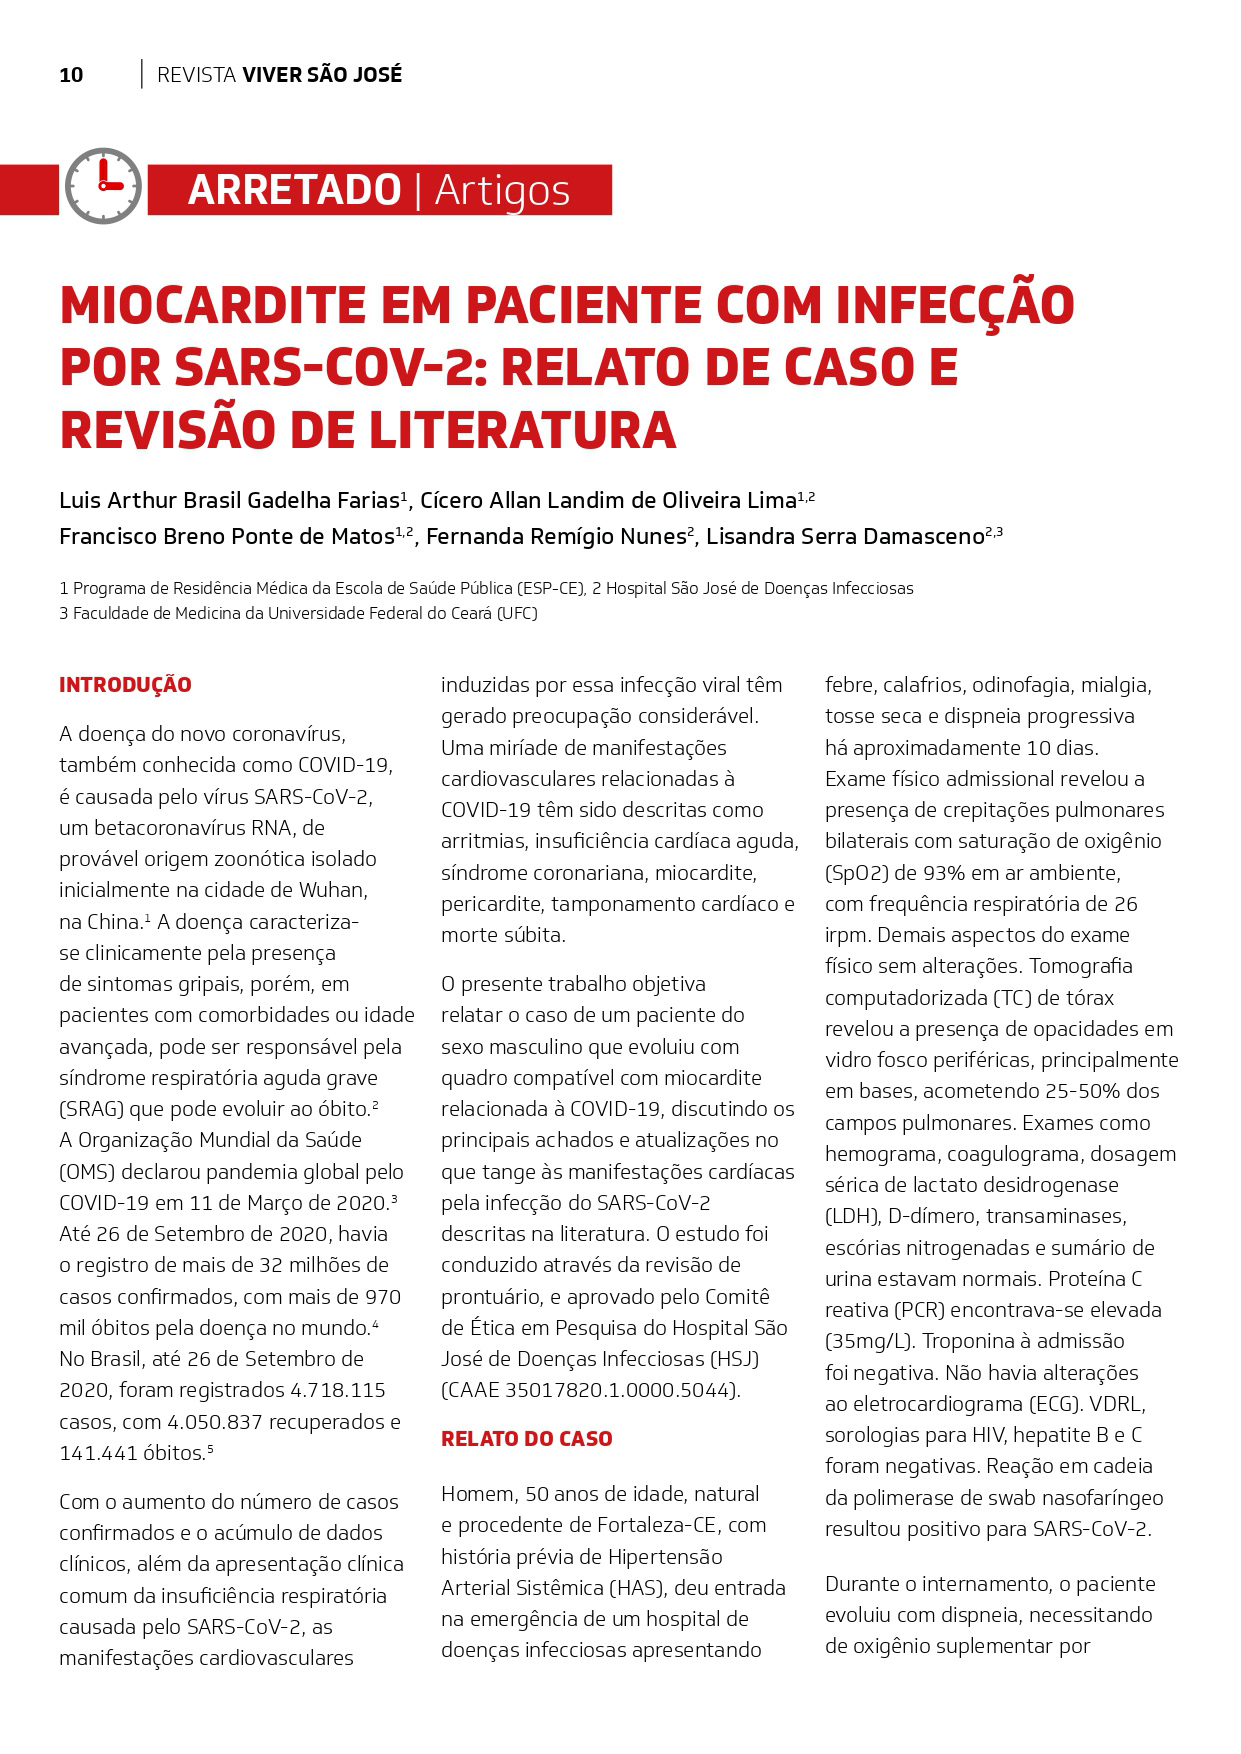 10 | REVISTA VIVER SÃO JOSÉ
ARRETADO | Artigos
MIOCARDITE EM PACIENTE COM INFECÇÃO
POR SARS-COV-2: RELATO DE CASO E
REVISÃO DE LITERATURA
Luis Arthur Brasil Gadelha Farias¹, Cícero Allan Landim de Oliveira Lima¹,²
Francisco Breno Ponte de Matos¹,², Fernanda Remígio Nunes², Lisandra Serra Damasceno²,³
1 Programa de Residência Médica da Escola de Saúde Pública (ESP-CE), 2 Hospital São José de Doenças Infecciosas
3 Faculdade de Medicina da Universidade Federal do Ceará (UFC)
INTRODUÇÃO
A doença do novo coronavírus,
também conhecida como COVID-19,
é causada pelo vírus SARS-CoV-2,
um betacoronavírus RNA, de
provável origem zoonótica isolado
inicialmente na cidade de Wuhan,
na China.¹ A doença caracteriza-
se clinicamente pela presença
de sintomas gripais, porém, em
pacientes com comorbidades ou idade
avançada, pode ser responsável pela
síndrome respiratória aguda grave
(SRAG) que pode evoluir ao óbito.²
A Organização Mundial da Saúde
(OMS) declarou pandemia global pelo
COVID-19 em 11 de Março de 2020.³
Até 26 de Setembro de 2020, havia
o registro de mais de 32 milhões de
casos confirmados, com mais de 970
mil óbitos pela doença no mundo.⁴
No Brasil, até 26 de Setembro de
2020, foram registrados 4.718.115
casos, com 4.050.837 recuperados e
141.441 óbitos.⁵
Com o aumento do número de casos
confirmados e o acúmulo de dados
clínicos, além da apresentação clínica
comum da insuficiência respiratória
causada pelo SARS-CoV-2, as
manifestações cardiovasculares
induzidas por essa infecção viral têm
gerado preocupação considerável.
Uma miríade de manifestações
cardiovasculares relacionadas à
COVID-19 têm sido descritas como
arritmias, insuficiência cardíaca aguda,
síndrome coronariana, miocardite,
pericardite, tamponamento cardíaco e
morte súbita.
O presente trabalho objetiva
relatar o caso de um paciente do
sexo masculino que evoluiu com
quadro compatível com miocardite
relacionada à COVID-19, discutindo os
principais achados e atualizações no
que tange às manifestações cardíacas
pela infecção do SARS-CoV-2
descritas na literatura. O estudo foi
conduzido através da revisão de
prontuário, e aprovado pelo Comitê
de Ética em Pesquisa do Hospital São
José de Doenças Infecciosas (HSJ)
(CAAE 35017820.1.0000.5044).
RELATO DO CASO
Homem, 50 anos de idade, natural
e procedente de Fortaleza-CE, com
história prévia de Hipertensão
Arterial Sistêmica (HAS), deu entrada
na emergência de um hospital de
doenças infecciosas apresentando
febre, calafrios, odinofagia, mialgia,
tosse seca e dispneia progressiva
há aproximadamente 10 dias.
Exame físico admissional revelou a
presença de crepitações pulmonares
bilaterais com saturação de oxigênio
(SpO2) de 93% em ar ambiente,
com frequência respiratória de 26
irpm. Demais aspectos do exame
físico sem alterações. Tomografia
computadorizada (TC) de tórax
revelou a presença de opacidades em
vidro fosco periféricas, principalmente
em bases, acometendo 25-50% dos
campos pulmonares. Exames como
hemograma, coagulograma, dosagem
sérica de lactato desidrogenase
(LDH), D-dímero, transaminases,
escórias nitrogenadas e sumário de
urina estavam normais. Proteína C
reativa (PCR) encontrava-se elevada
(35mg/L). Troponina à admissão
foi negativa. Não havia alterações
ao eletrocardiograma (ECG). VDRL,
sorologias para HIV, hepatite B e C
foram negativas. Reação em cadeia
da polimerase de swab nasofaríngeo
resultou positivo para SARS-CoV-2.
Durante o internamento, o paciente
evoluiu com dispneia, necessitando
de oxigênio suplementar por